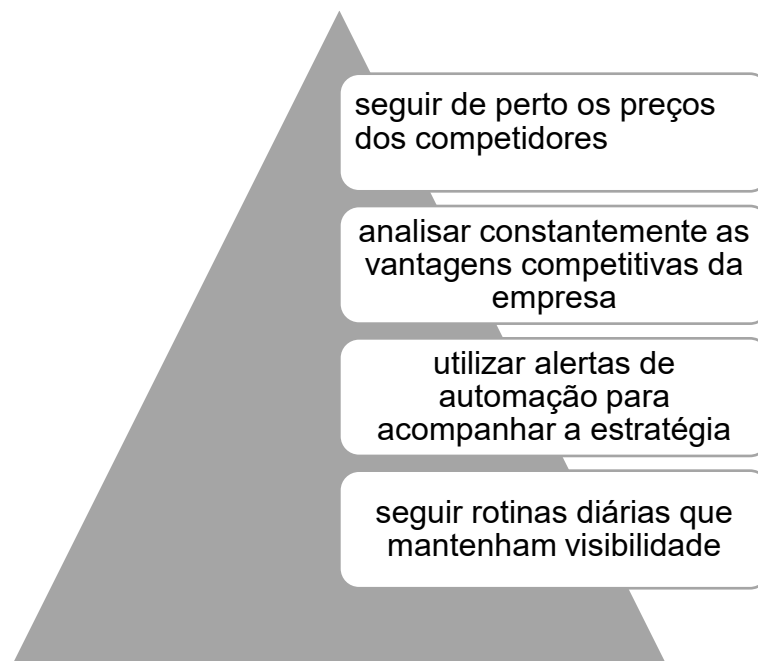 seguir de perto os preços
dos competidores
analisar constantemente as
vantagens competitivas da
empresa
utilizar alertas de
automação para
acompanhar a estratégia
seguir rotinas diárias que
mantenham visibilidade